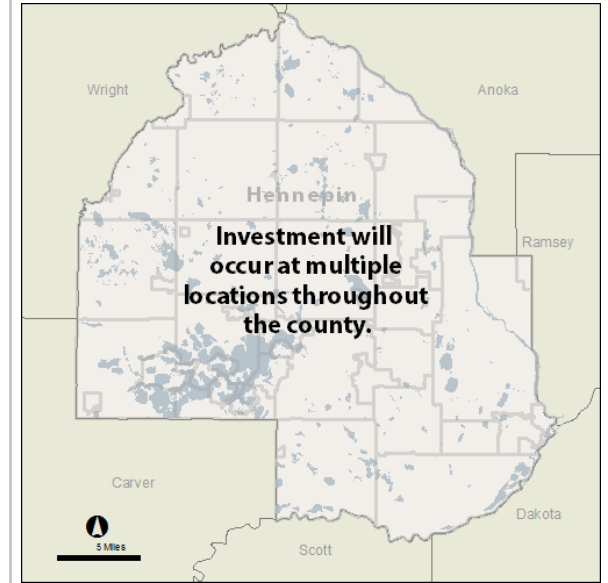 Wright
Anoka
Hennepin
Investment will
occur at multiple
locations throughout
the county.
Ramsey
Carver
Dakota
Scott
5 Miles